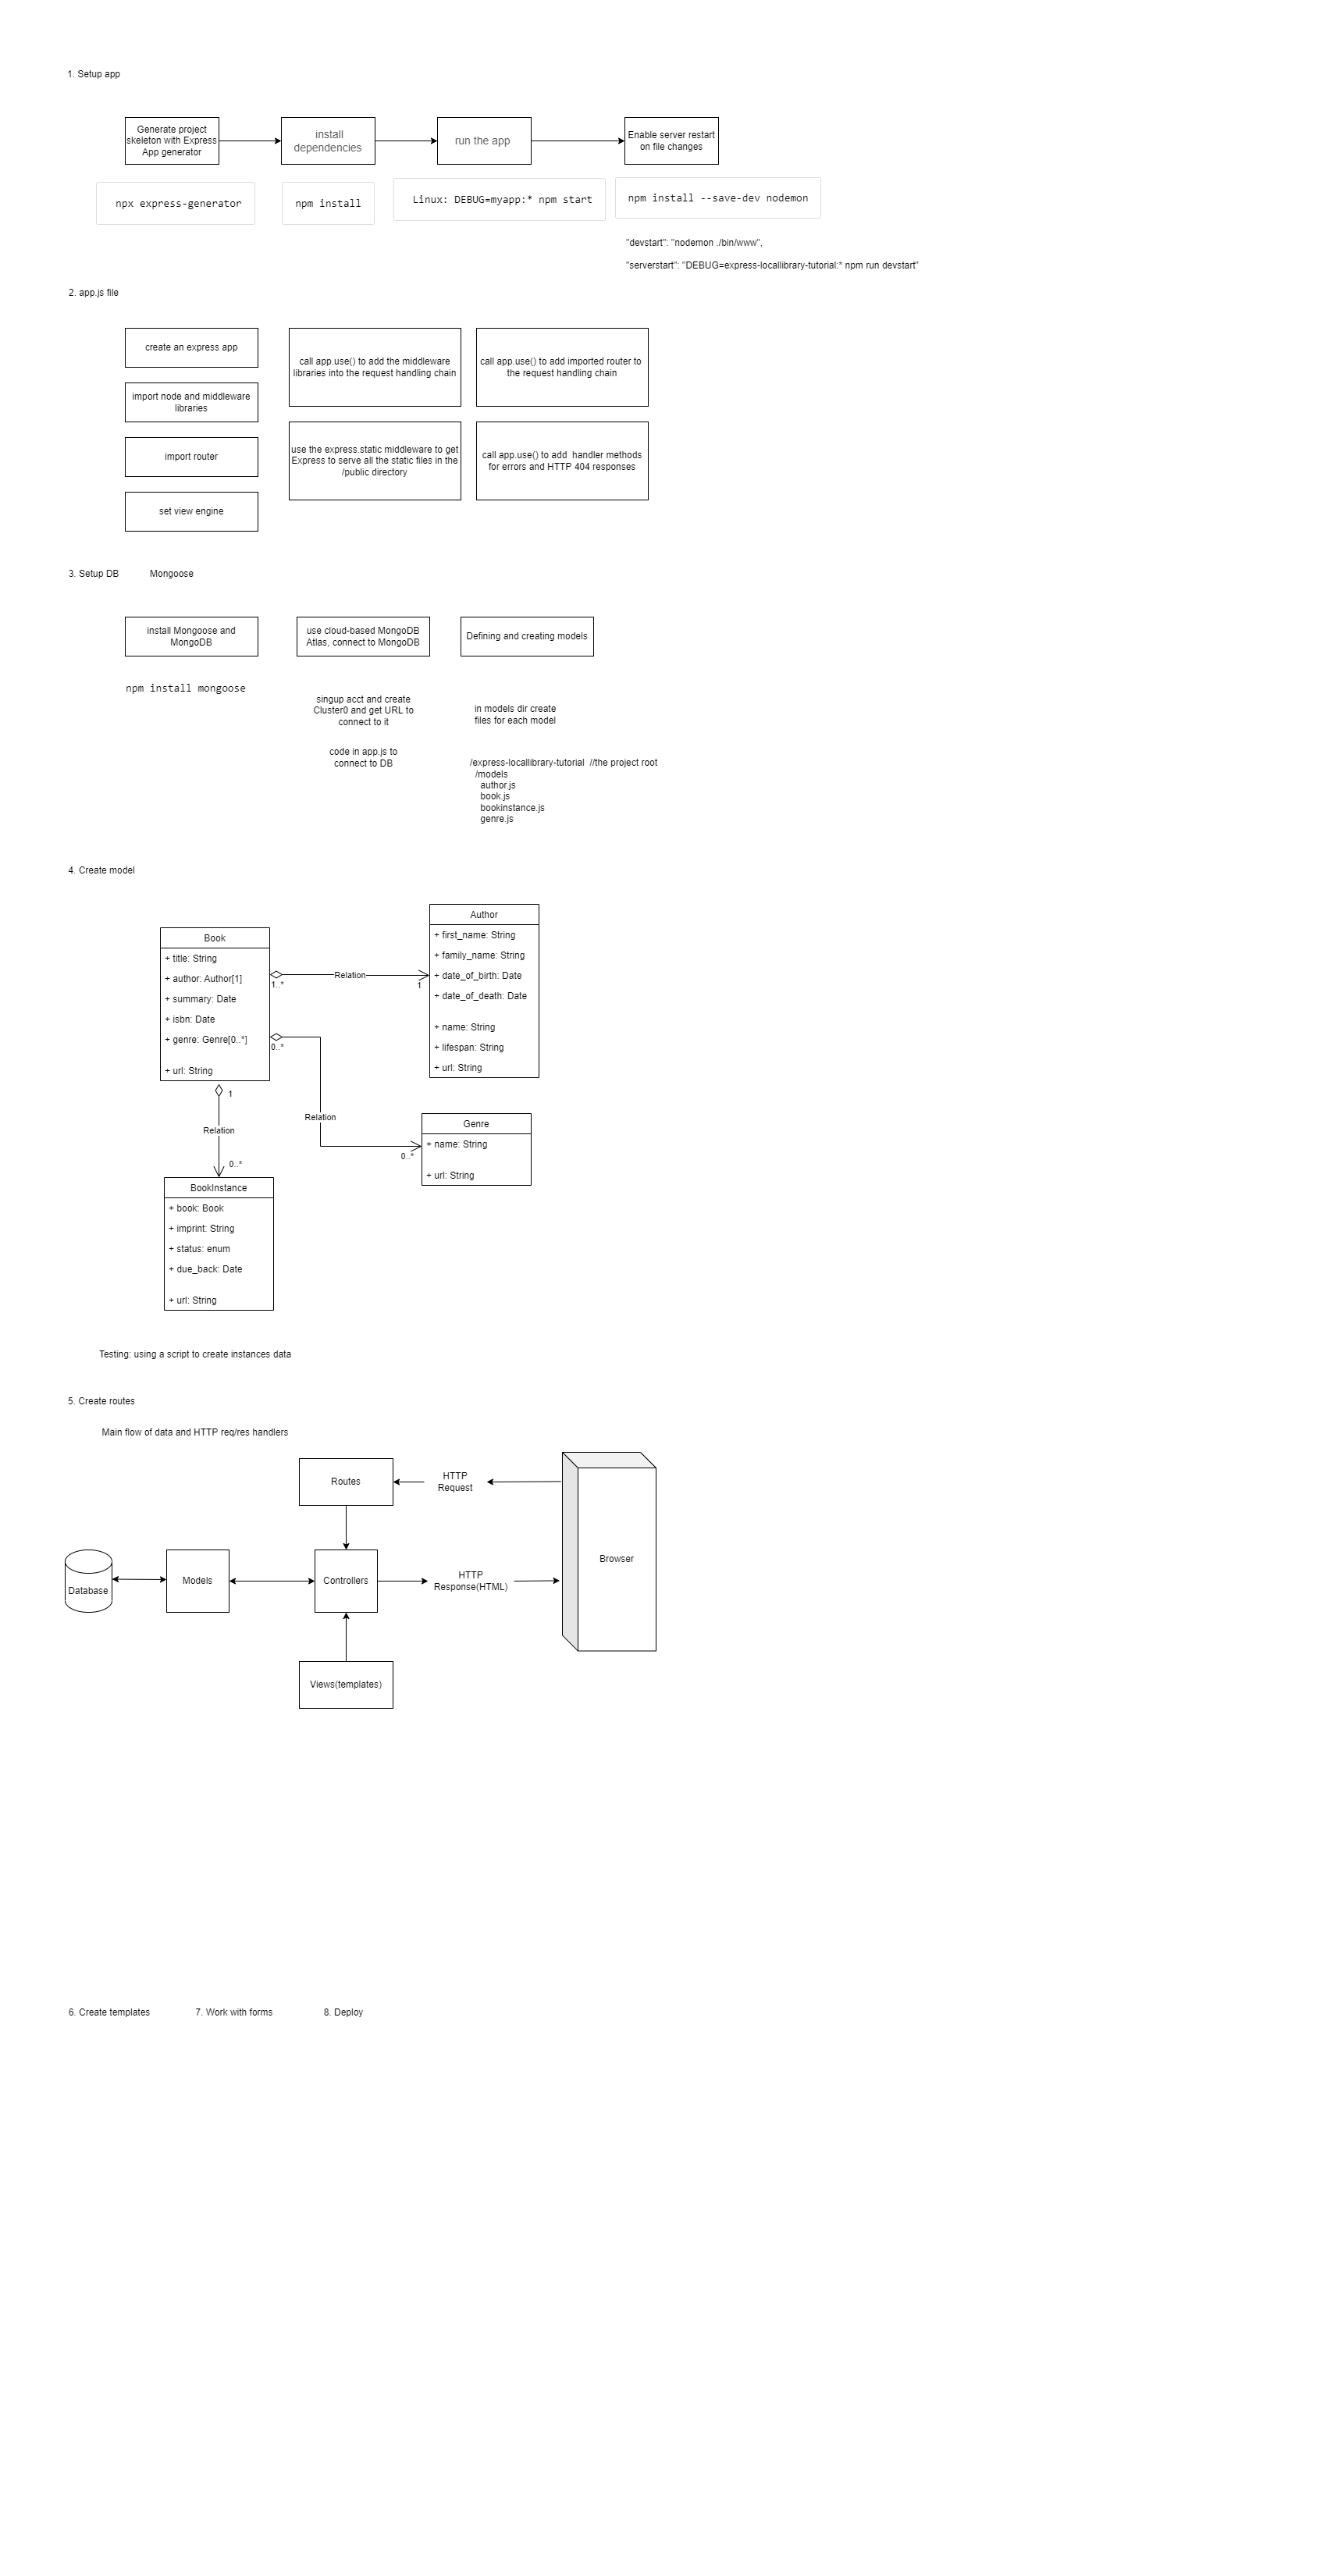 1. Setup app
Generate project
skeleton with Express
App generator
install
dependencies
run the app
Enable server restart
on file changes
npx express-generator
npm install
Linux: DEBUG=myapp:* npm start
npm install --save-dev nodemon
"devstart": "nodemon ./bin/www",
"serverstart": "DEBUG=express-locallibrary-tutorial:* npm run devstart"
2. app.js file
create an express app
import node and middleware
libraries
import router
set view engine
call app.use() to add the middleware
libraries into the request handling chain
use the express.static middleware to get
Express to serve all the static files in the
/public directory
call app.use() to add imported router to
the request handling chain
call app.use() to add  handler methods
for errors and HTTP 404 responses
3. Setup DB
Mongoose
install Mongoose and
MongoDB
use cloud-based MongoDB
Atlas, connect to MongoDB
Defining and creating models
npm install mongoose
singup acct and create
Cluster0 and get URL to
connect to it
code in app.js to
connect to DB
in models dir create
files for each model
/express-locallibrary-tutorial  //the project root
/models
author.js
book.js
bookinstance.js
genre.js
4. Create model
Book
+ title: String
+ author: Author[1]
+ summary: Date
+ isbn: Date
+ genre: Genre[0..*]
+ url: String
1..*
Relation
1
Author
+ first_name: String
+ family_name: String
+ date_of_birth: Date
+ date_of_death: Date
+ name: String
+ lifespan: String
+ url: String
0..*
Relation
0..*
Genre
+ name: String
+ url: String
1
Relation
0..*
BookInstance
+ book: Book
+ imprint: String
+ status: enum
+ due_back: Date
+ url: String
Testing: using a script to create instances data
5. Create routes
Main flow of data and HTTP req/res handlers
Routes
HTTP
Request
Browser
Database
Models
Controllers
HTTP
Response(HTML)
Views(templates)
6. Create templates
7. Work with forms
8. Deploy